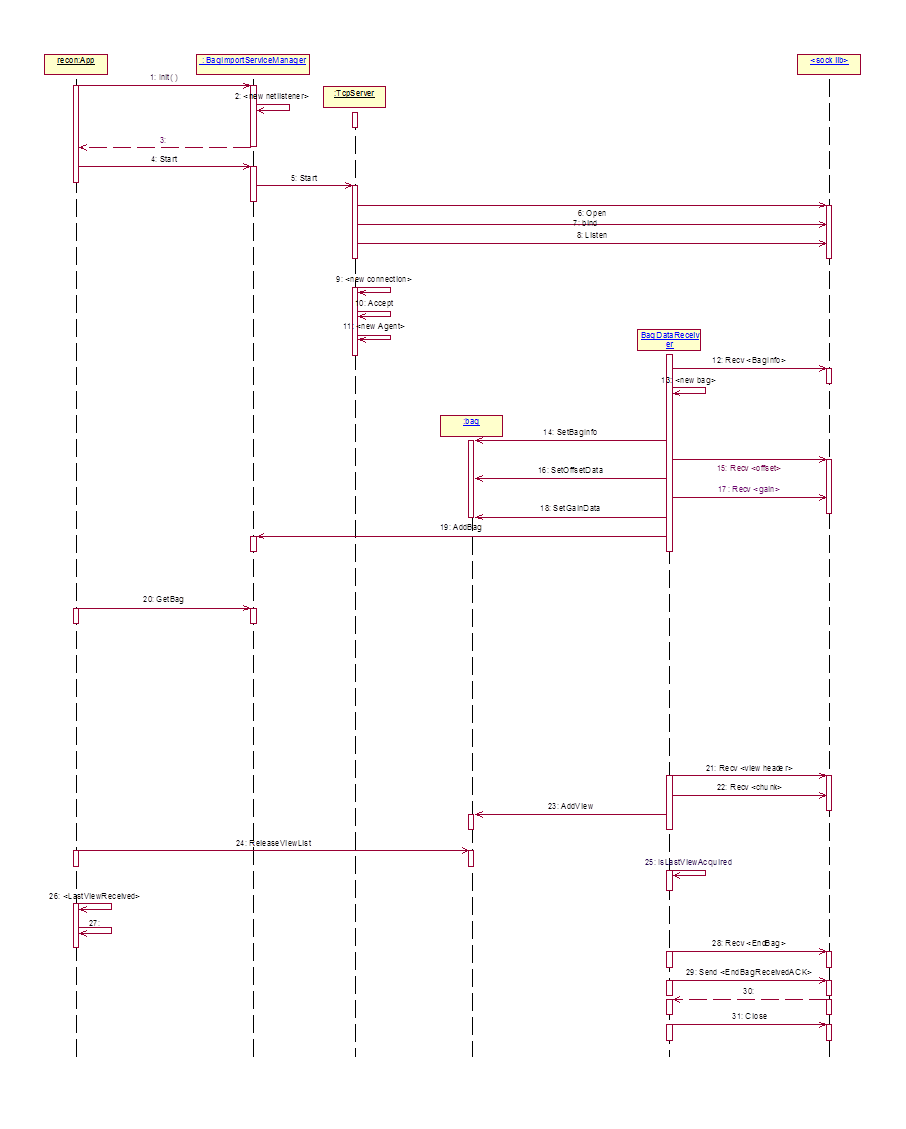 recon:App
: BagImportServiceManager
<sock lib>
1: Init( )
2: <new netlistener>
:TcpServer
3:
4: Start
5: Start
6: Open
7: bind
8: Listen
9: <new connection>
10: Accept
11: <new Agent>
BagDataReceiv
er
12: Recv <BagInfo>
13: <new bag>
:bag
14: SetBagInfo
15: Recv <offset>
16: SetOffsetData
17: Recv <gain>
18: SetGainData
19: AddBag
20: GetBag
21: Recv <view header>
22: Recv <chunk>
23: AddView
24: ReleaseViewList
25: IsLastViewAcquired
26: <LastViewReceived>
27:
28: Recv <EndBag>
29: Send <EndBagReceivedACK>
30:
31: Close